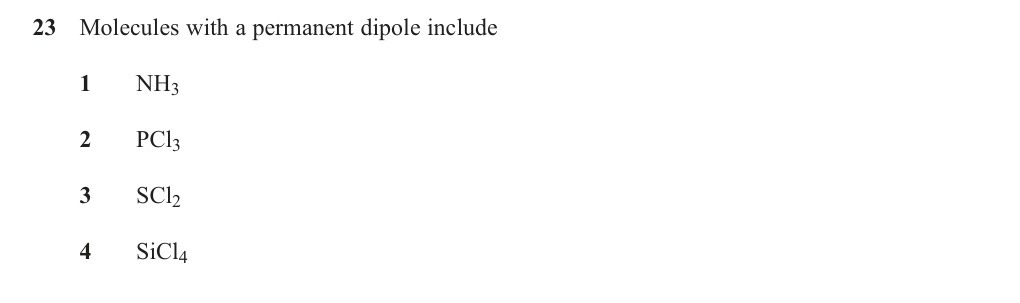 23 Molecules with a permanent dipole include
1 NH₃
2 PCl₃
3 SCl₂
4 SiCl₄